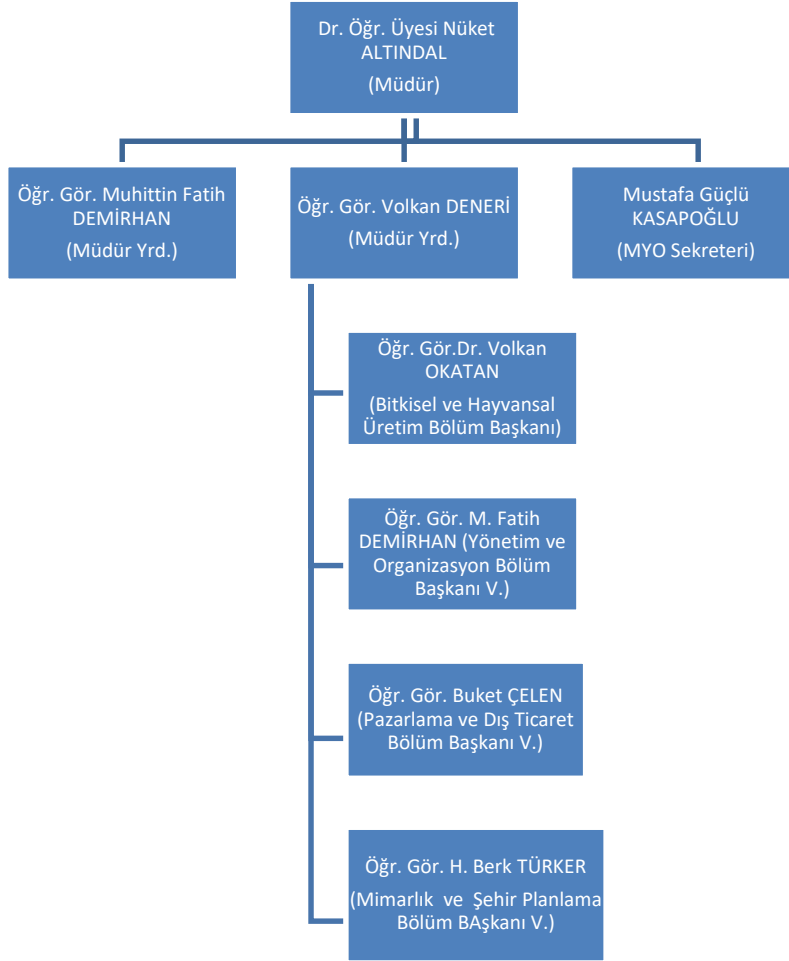 Dr. Öğr. Üyesi Nüket
ALTINDAL
(Müdür)
Öğr. Gör. Muhittin Fatih
DEMİRHAN
(Müdür Yrd.)
Öğr. Gör. Volkan DENERİ
(Müdür Yrd.)
Mustafa Güçlü
KASAPOĞLU
(MYO Sekreteri)
Öğr. Gör.Dr. Volkan
OKATAN
(Bitkisel ve Hayvansal
Üretim Bölüm Başkanı)
Öğr. Gör. M. Fatih
DEMİRHAN (Yönetim ve
Organizasyon Bölüm
Başkanı V.)
Öğr. Gör. Buket ÇELEN
(Pazarlama ve Dış Ticaret
Bölüm Başkanı V.)
Öğr. Gör. H. Berk TÜRKER
(Mimarlık ve Şehir Planlama
Bölüm BAşkanı V.)